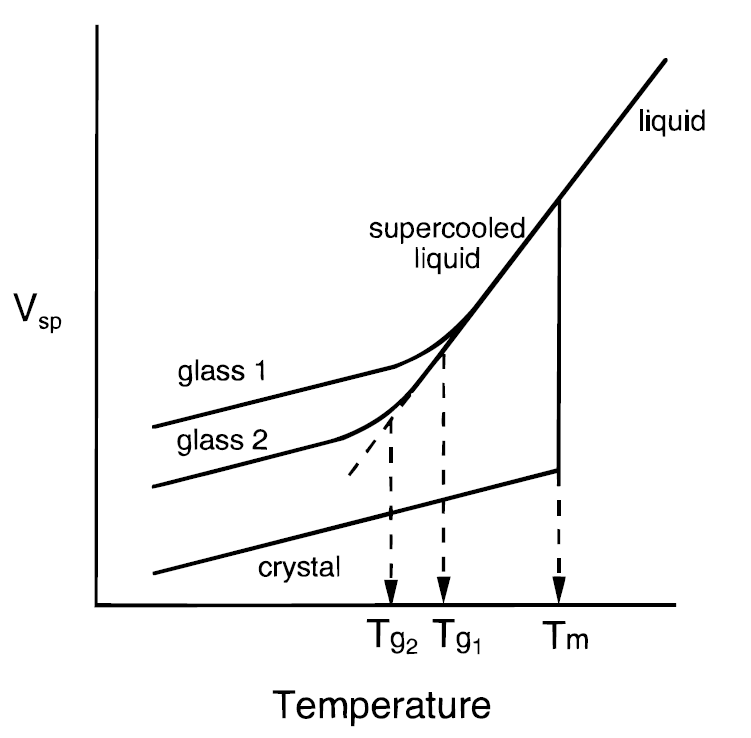 liquid
supercooled
liquid
V_sp
glass 1
glass 2
crystal
Tg₂ Tg₁ Tm
Temperature